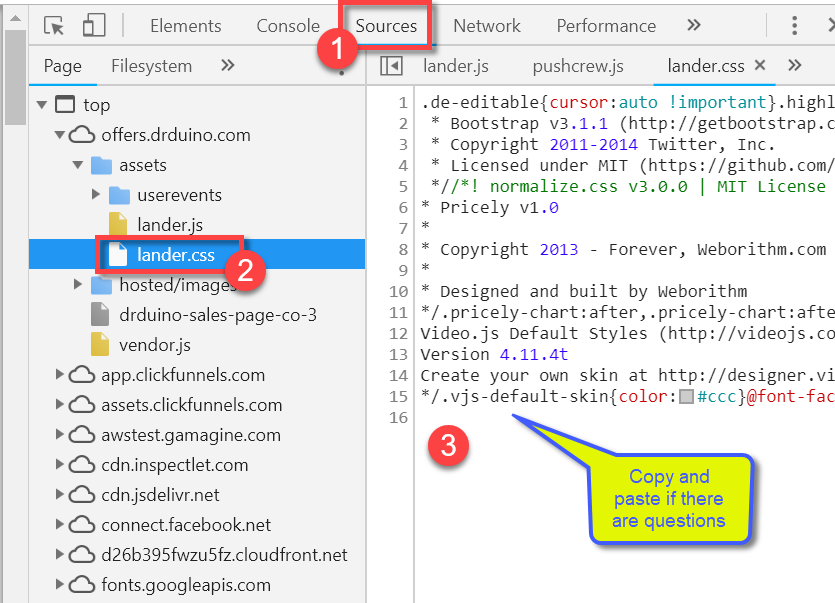 Elements Console Sources Network Performance »
1
Page Filesystem » lander.js pushcrew.js lander.css × »
top
offers.drduino.com
assets
userevents
lander.js
lander.css
2
hosted/images
drduino-sales-page-co-3
vendor.js
app.clickfunnels.com
assets.clickfunnels.com
awstest.gamagine.com
cdn.inspectlet.com
cdn.jsdelivr.net
connect.facebook.net
d26b395fwzu5fz.cloudfront.net
fonts.googleapis.com
1 .de-editable{cursor:auto !important}.highl
2 * Bootstrap v3.1.1 (http://getbootstrap.c
3 * Copyright 2011-2014 Twitter, Inc.
4 * Licensed under MIT (https://github.com/
5 *//*! normalize.css v3.0.0 | MIT License
6 * Pricely v1.0
7 *
8 * Copyright 2013 - Forever, Weborithm.com
9 *
10 * Designed and built by Weborithm
11 */.pricely-chart:after,.pricely-chart:afte
12 Video.js Default Styles (http://videojs.co
13 Version 4.11.4t
14 Create your own skin at http://designer.vi
15 */.vjs-default-skin{color:#ccc}@font-fac
16
3
Copy and
paste if there
are questions